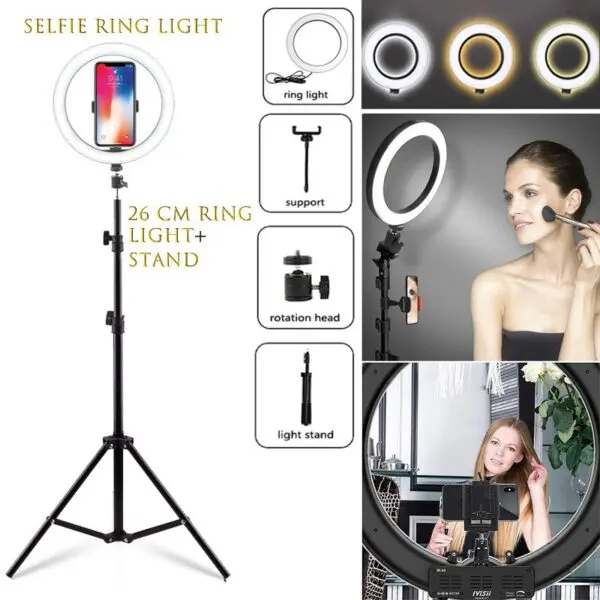 SELFIE RING LIGHT
26 CM RING
LIGHT+
STAND
ring light
support
rotation head
light stand